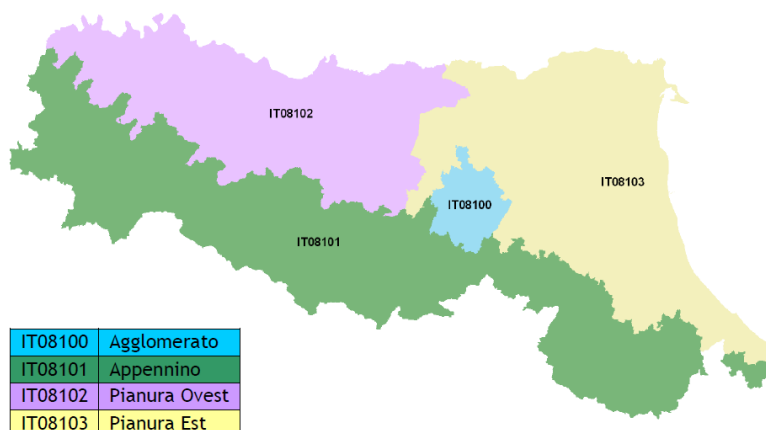 IT08102
IT08103
IT08100
IT08101
IT08100 Agglomerato
IT08101 Appennino
IT08102 Pianura Ovest
IT08103 Pianura Est